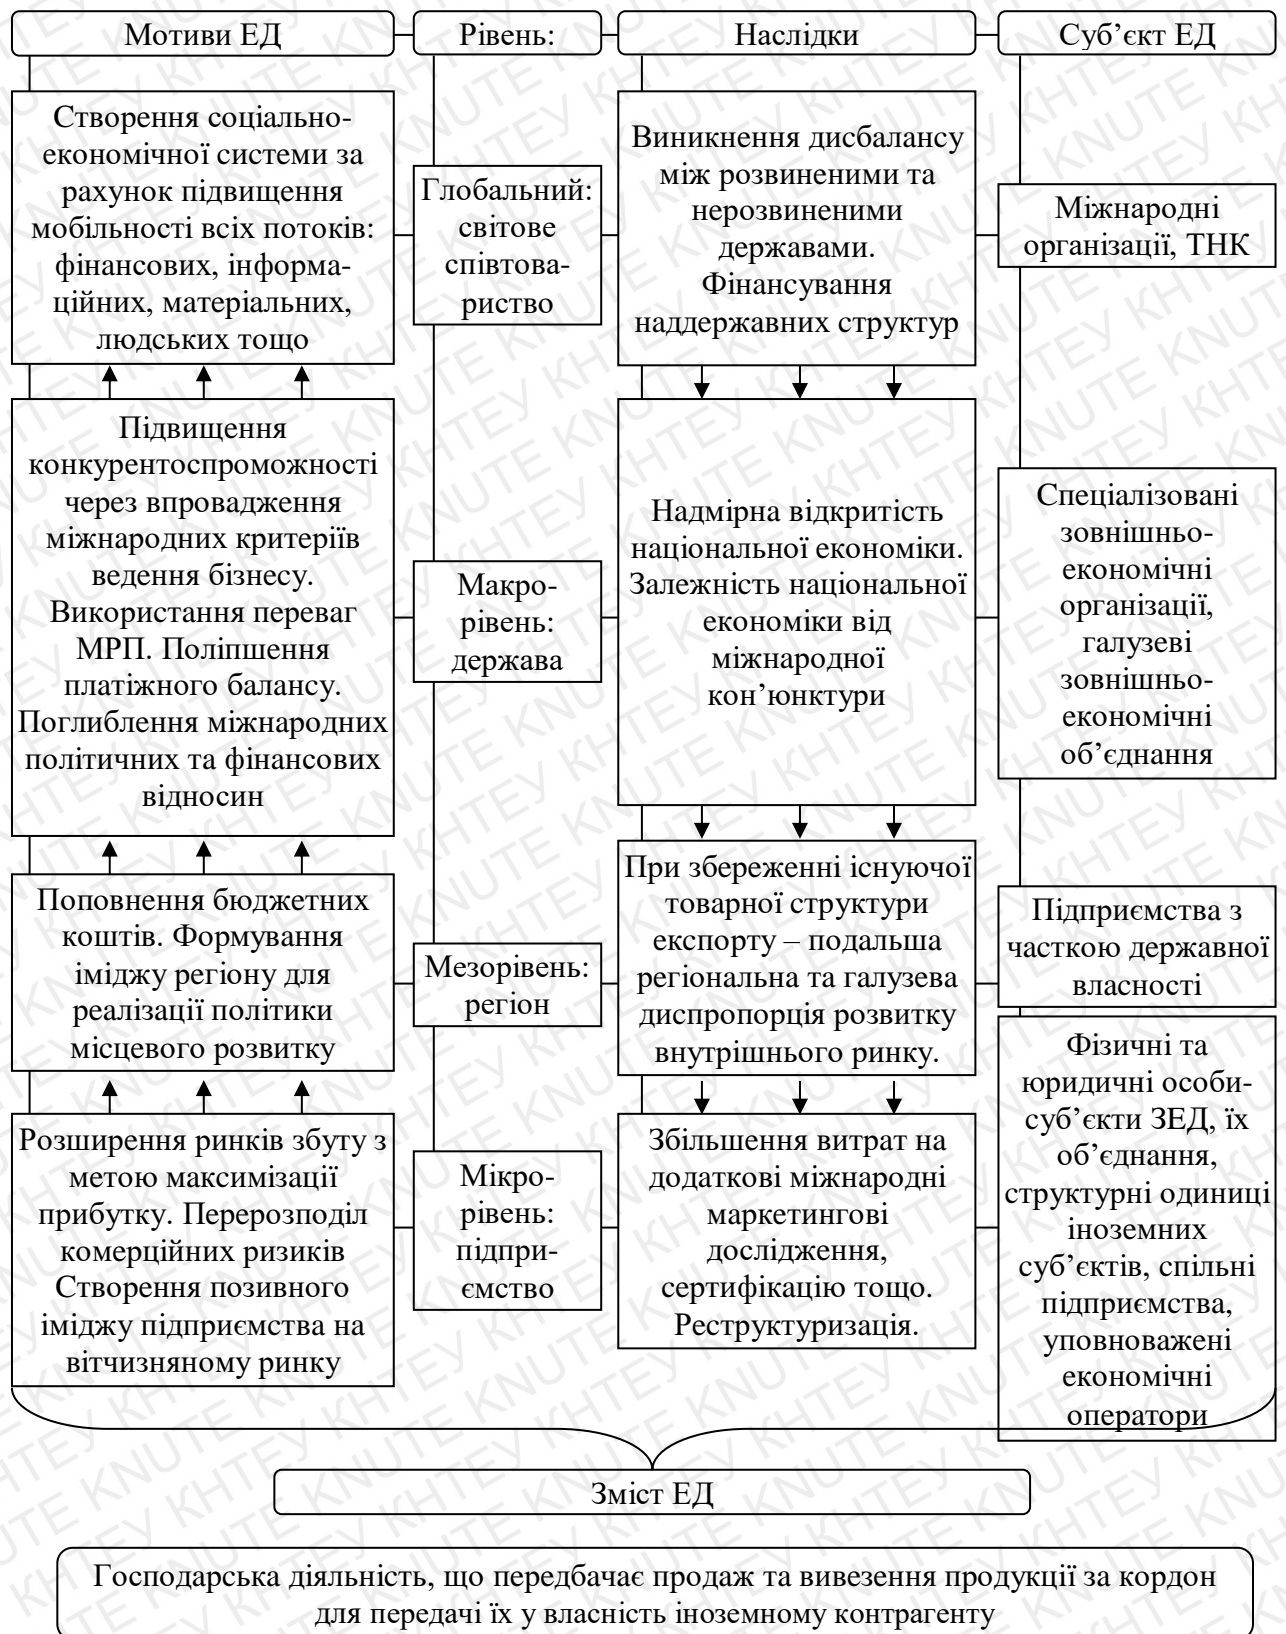 Мотиви ЕД
Рівень:
Наслідки
Суб’єкт ЕД
Створення соціально-
економічної системи за
рахунок підвищення
мобільності всіх потоків:
фінансових, інформа-
ційних, матеріальних,
людських тощо
Глобальний:
світове
співтова-
риство
Виникнення дисбалансу
між розвиненими та
нерозвиненими
державами.
Фінансування
наддержавних структур
Міжнародні
організації, ТНК
Підвищення
конкурентоспроможності
через впровадження
міжнародних критеріїв
ведення бізнесу.
Використання переваг
МРП. Поліпшення
платіжного балансу.
Поглиблення міжнародних
політичних та фінансових
відносин
Макро-
рівень:
держава
Надмірна відкритість
національної економіки.
Залежність національної
економіки від
міжнародної
кон’юнктури
Спеціалізовані
зовнішньо-
економічні
організації,
галузеві
зовнішньо-
економічні
об’єднання
Поповнення бюджетних
коштів. Формування
іміджу регіону для
реалізації політики
місцевого розвитку
Мезорівень:
регіон
При збереженні існуючої
товарної структури
експорту – подальша
регіональна та галузева
диспропорція розвитку
внутрішнього ринку.
Підприємства з
часткою державної
власності
Розширення ринків збуту з
метою максимізації
прибутку. Перерозподіл
комерційних ризиків
Створення позивного
іміджу підприємства на
вітчизняному ринку
Мікро-
рівень:
підпри-
ємство
Збільшення витрат на
додаткові міжнародні
маркетингові
дослідження,
сертифікацію тощо.
Реструктуризація.
Фізичні та
юридичні особи-
суб’єкти ЗЕД, їх
об’єднання,
структурні одиниці
іноземних
суб’єктів, спільні
підприємства,
уповноважені
економічні
оператори
Зміст ЕД
Господарська діяльність, що передбачає продаж та вивезення продукції за кордон
для передачі їх у власність іноземному контрагенту